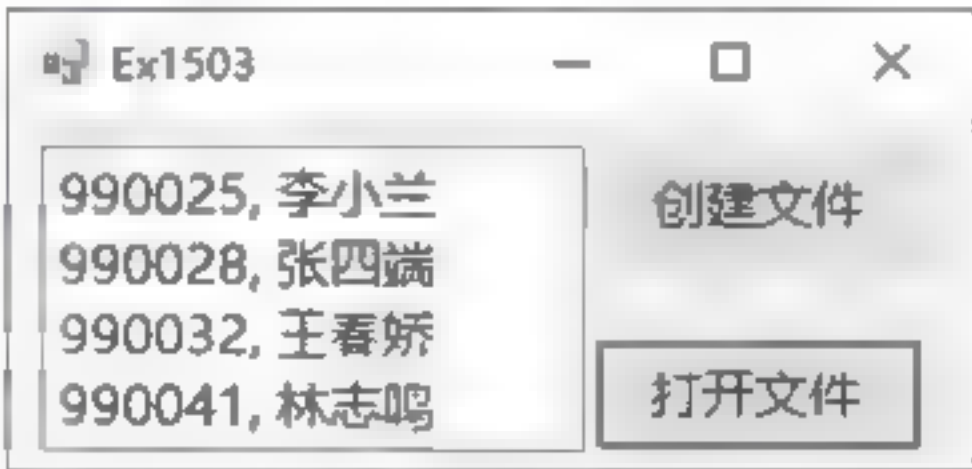 Ex1503
990025, 李小兰
990028, 张四端
990032, 王春娇
990041, 林志鸣
创建文件
打开文件